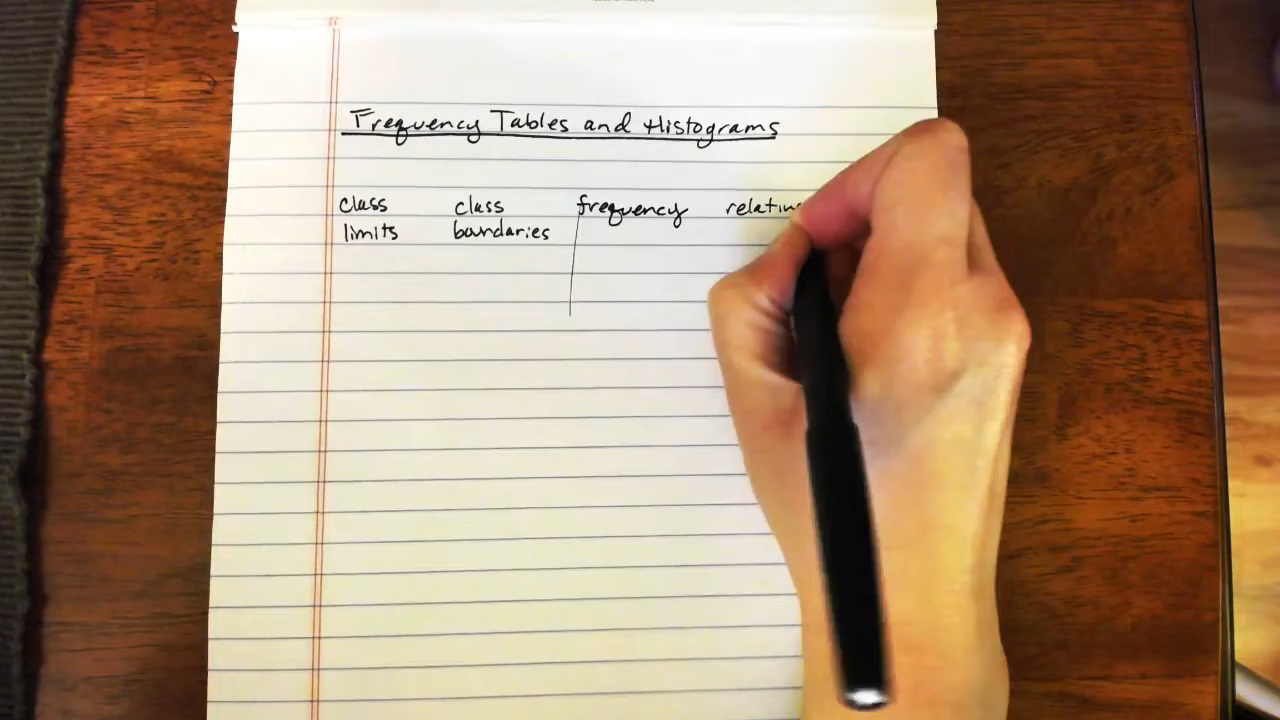 Frequency Tables and Histograms
class class frequency
limits boundaries